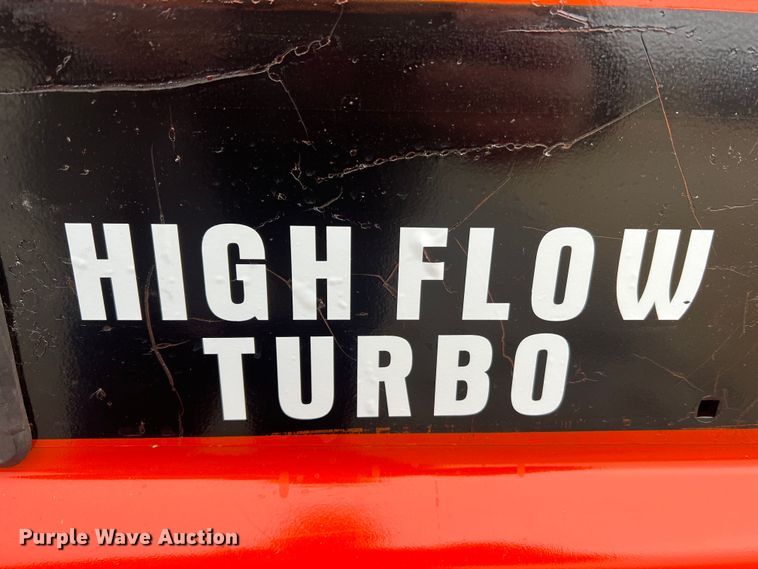 HIGH FLOW
TURBO
Purple Wave Auction